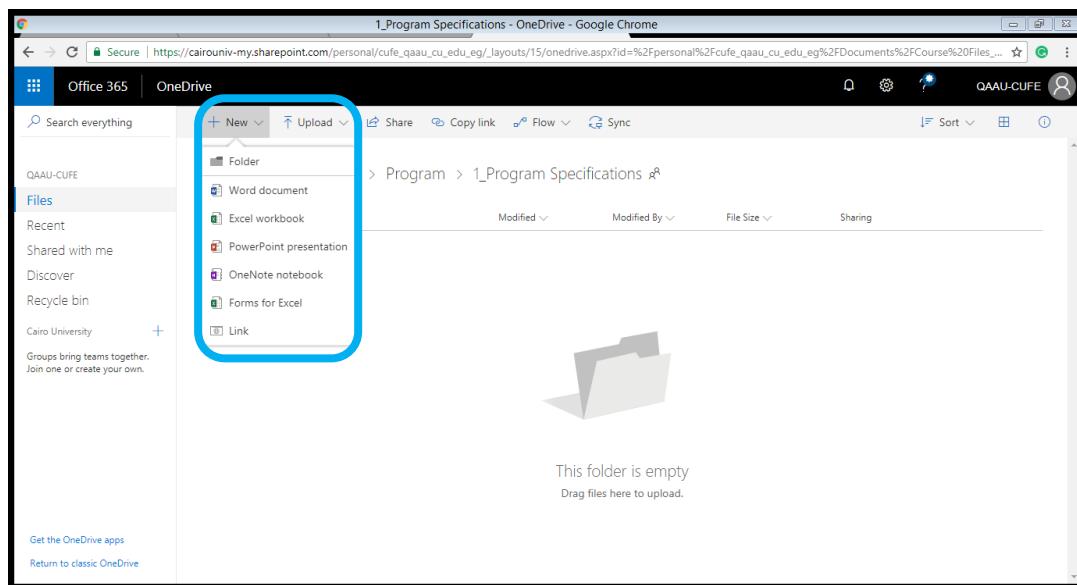 1_Program Specifications - OneDrive - Google Chrome
Secure | https://cairouniv-my.sharepoint.com/personal/cufe_qaau_cu_edu_eg/_layouts/15/onedrive.aspx?id=%2Fpersonal%2Fcufe_qaau_cu_edu_eg%2FDocuments%2FCourse%20Files_...
Office 365 OneDrive QAAU-CUFE
Search everything
+ New Upload Share Copy link Flow Sync Sort
Folder
Word document
Excel workbook
PowerPoint presentation
OneNote notebook
Forms for Excel
Link
QAAU-CUFE
Files
Recent
Shared with me
Discover
Recycle bin
Cairo University +
Groups bring teams together.
Join one or create your own.
> Program > 1_Program Specifications
Modified Modified By File Size Sharing
This folder is empty
Drag files here to upload.
Get the OneDrive apps
Return to classic OneDrive